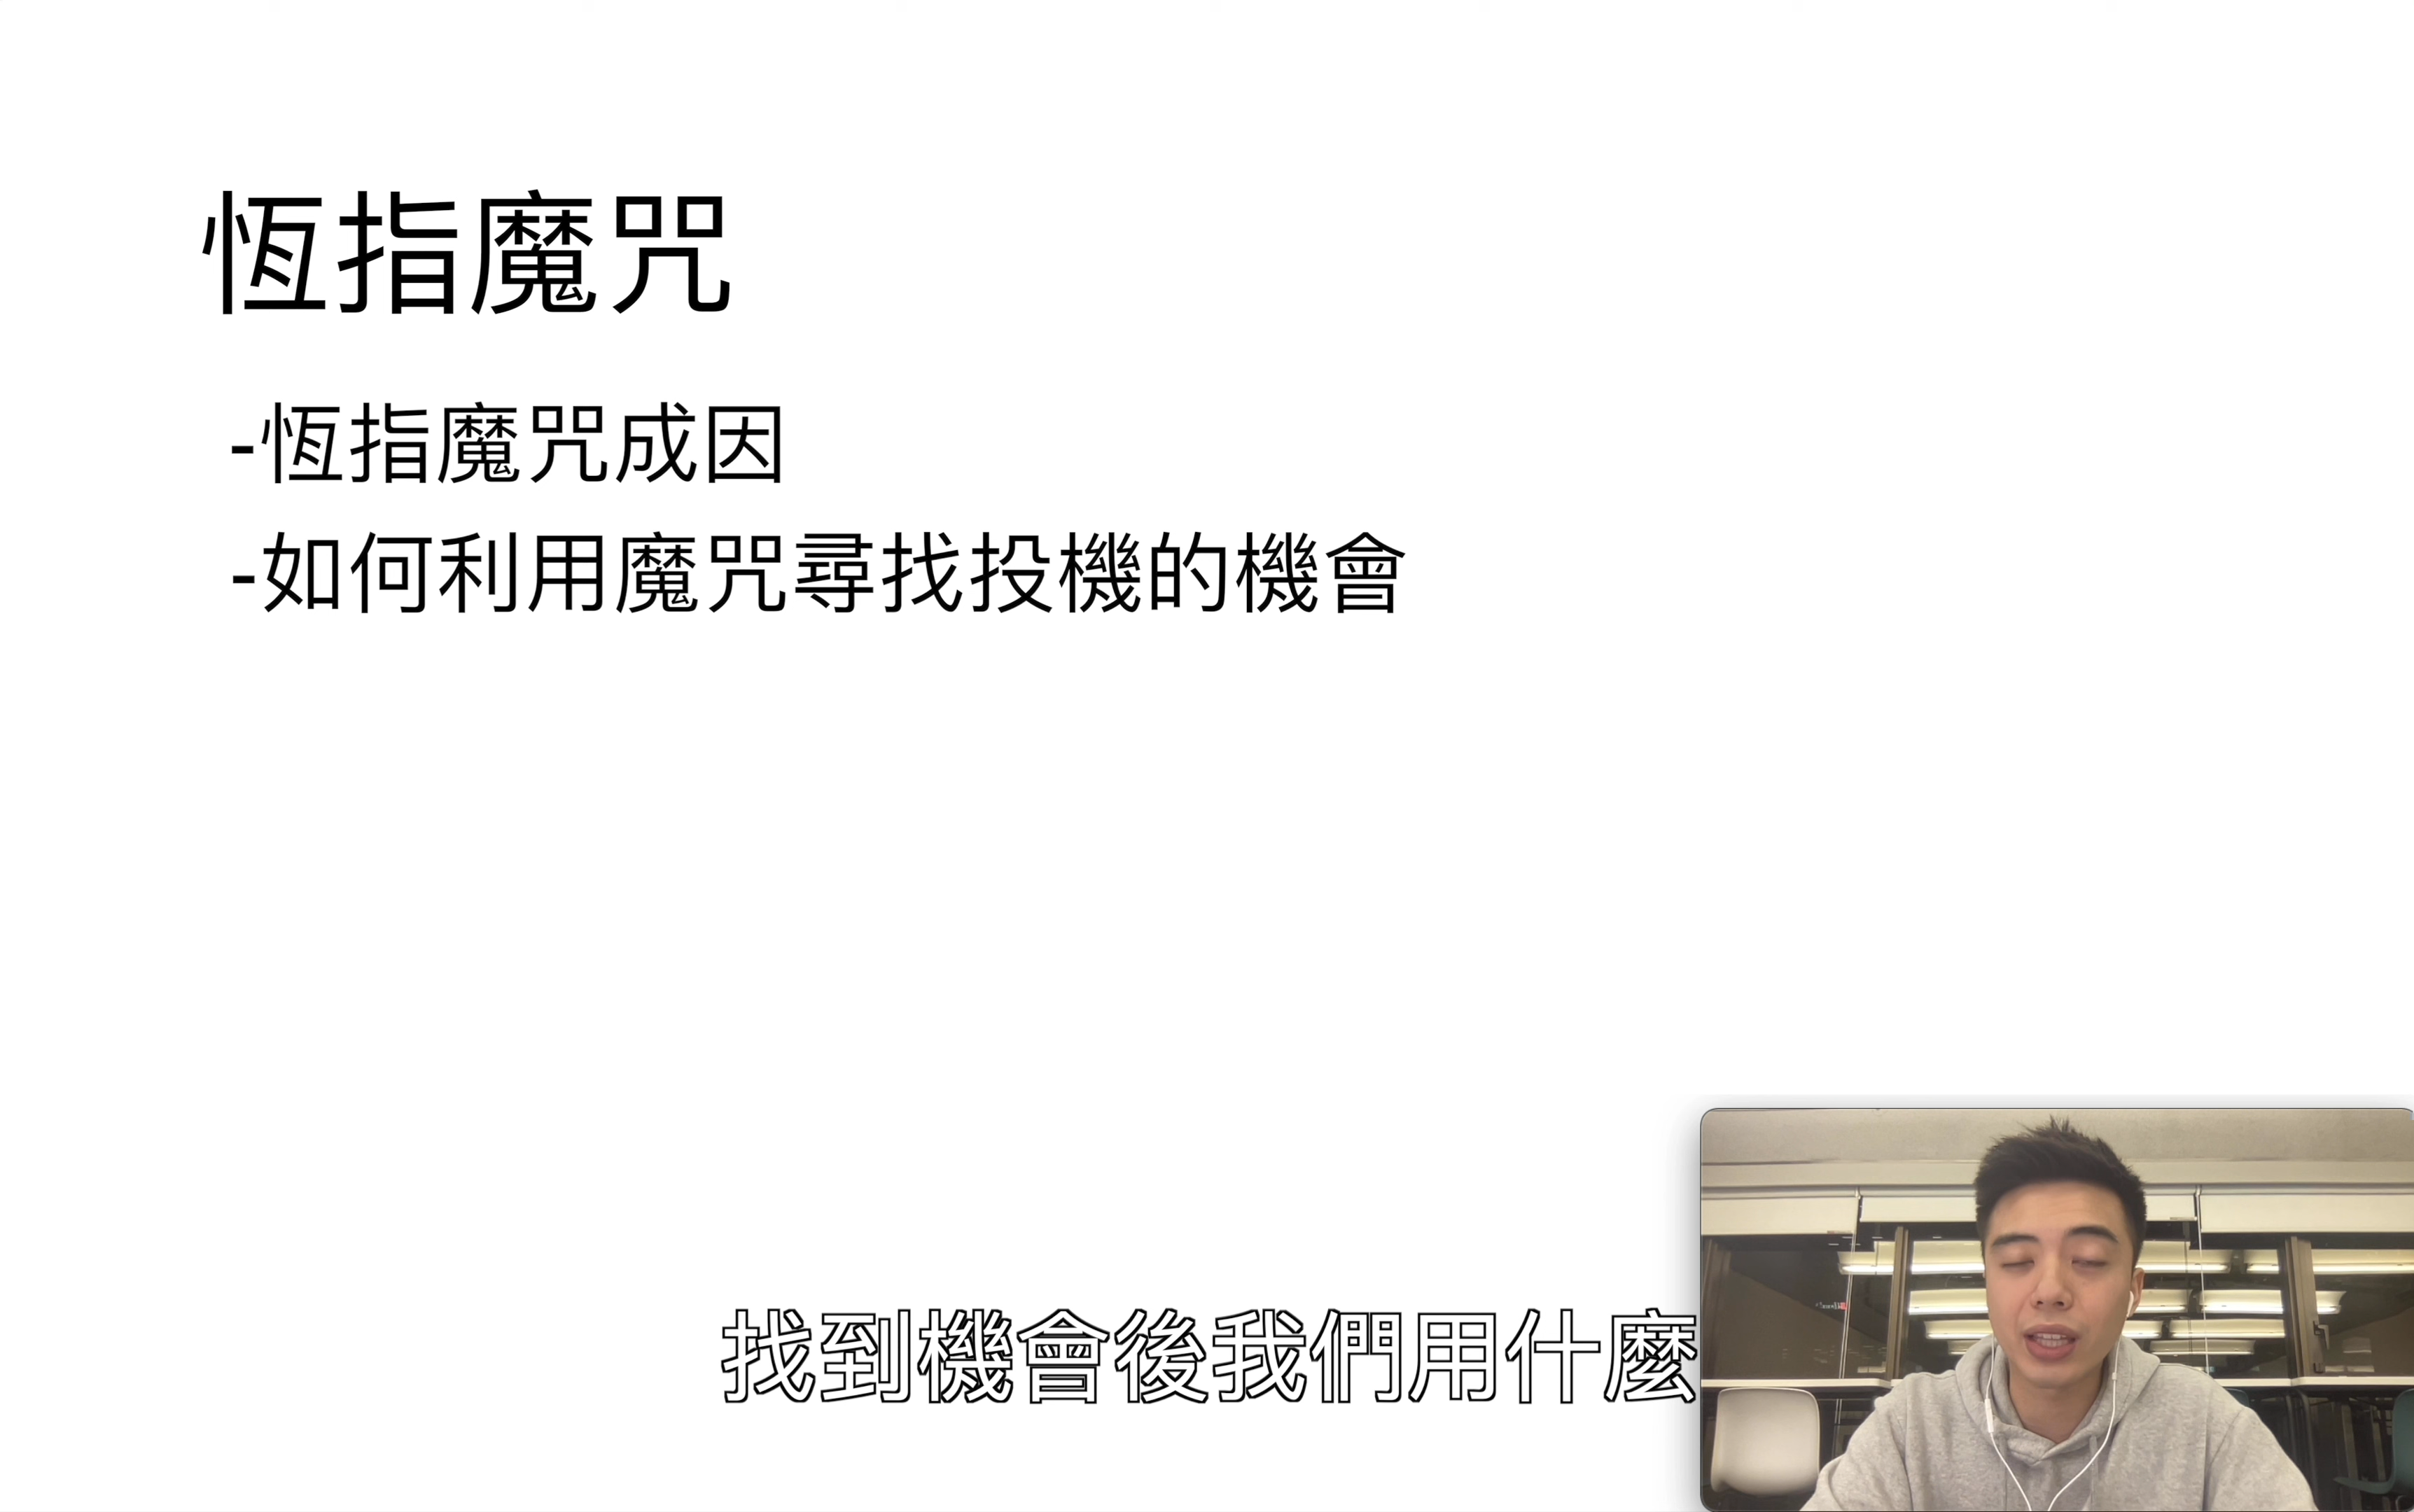 恆指魔咒
-恆指魔咒成因
-如何利用魔咒尋找投機的機會
找到機會後我們用什麼